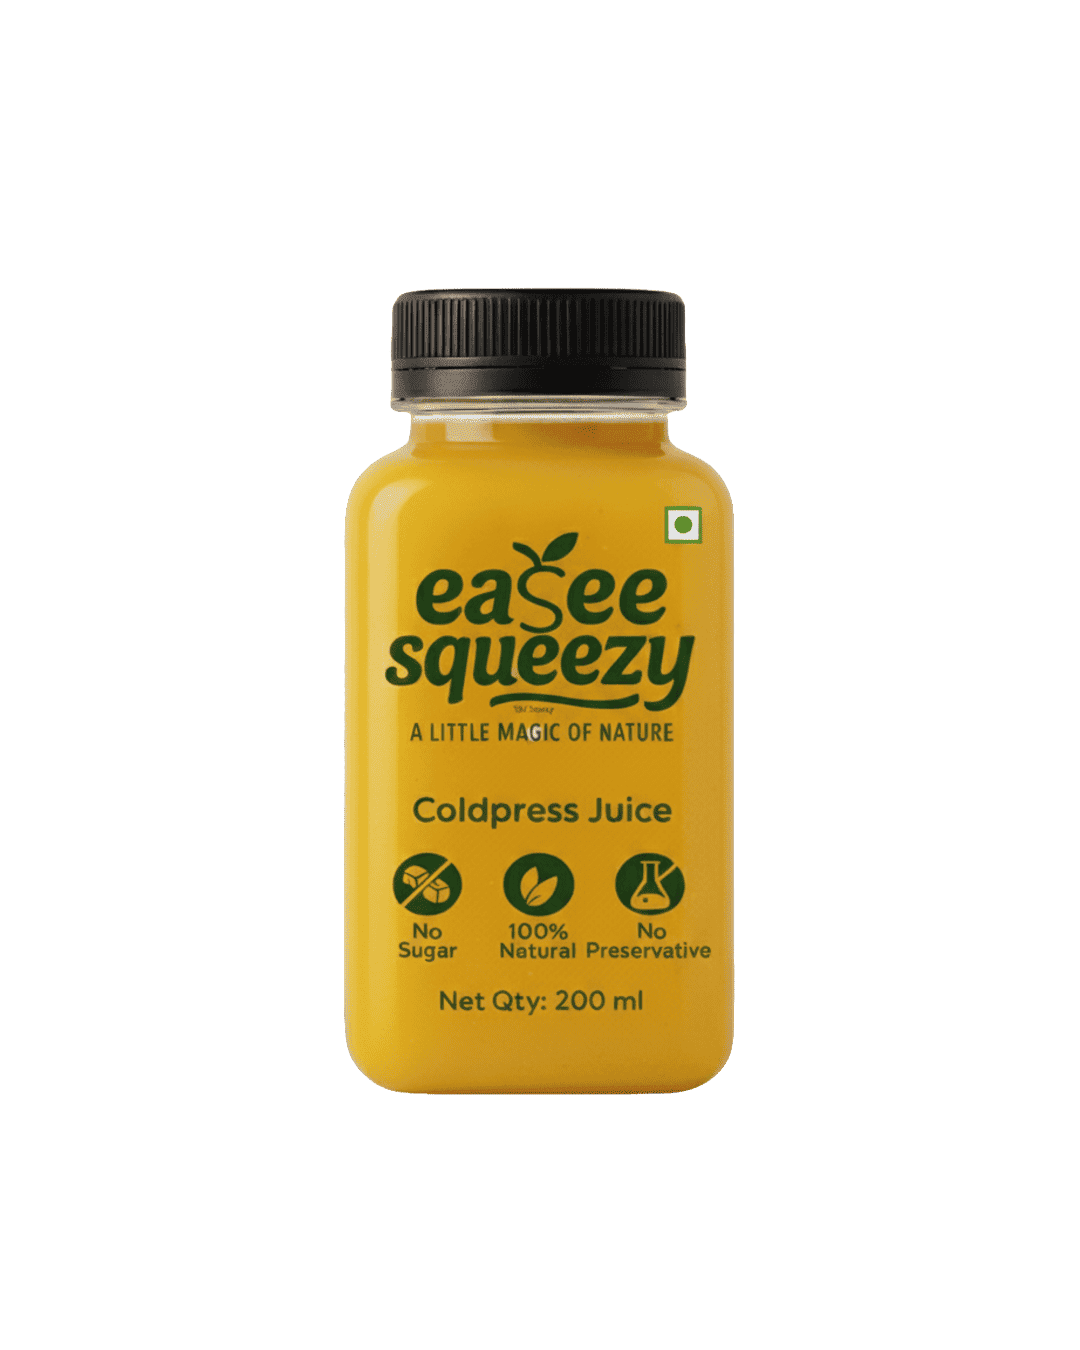 easee
squeezy
A LITTLE MAGIC OF NATURE
Coldpress Juice
No
Sugar
100%
Natural
No
Preservative
Net Qty: 200 ml